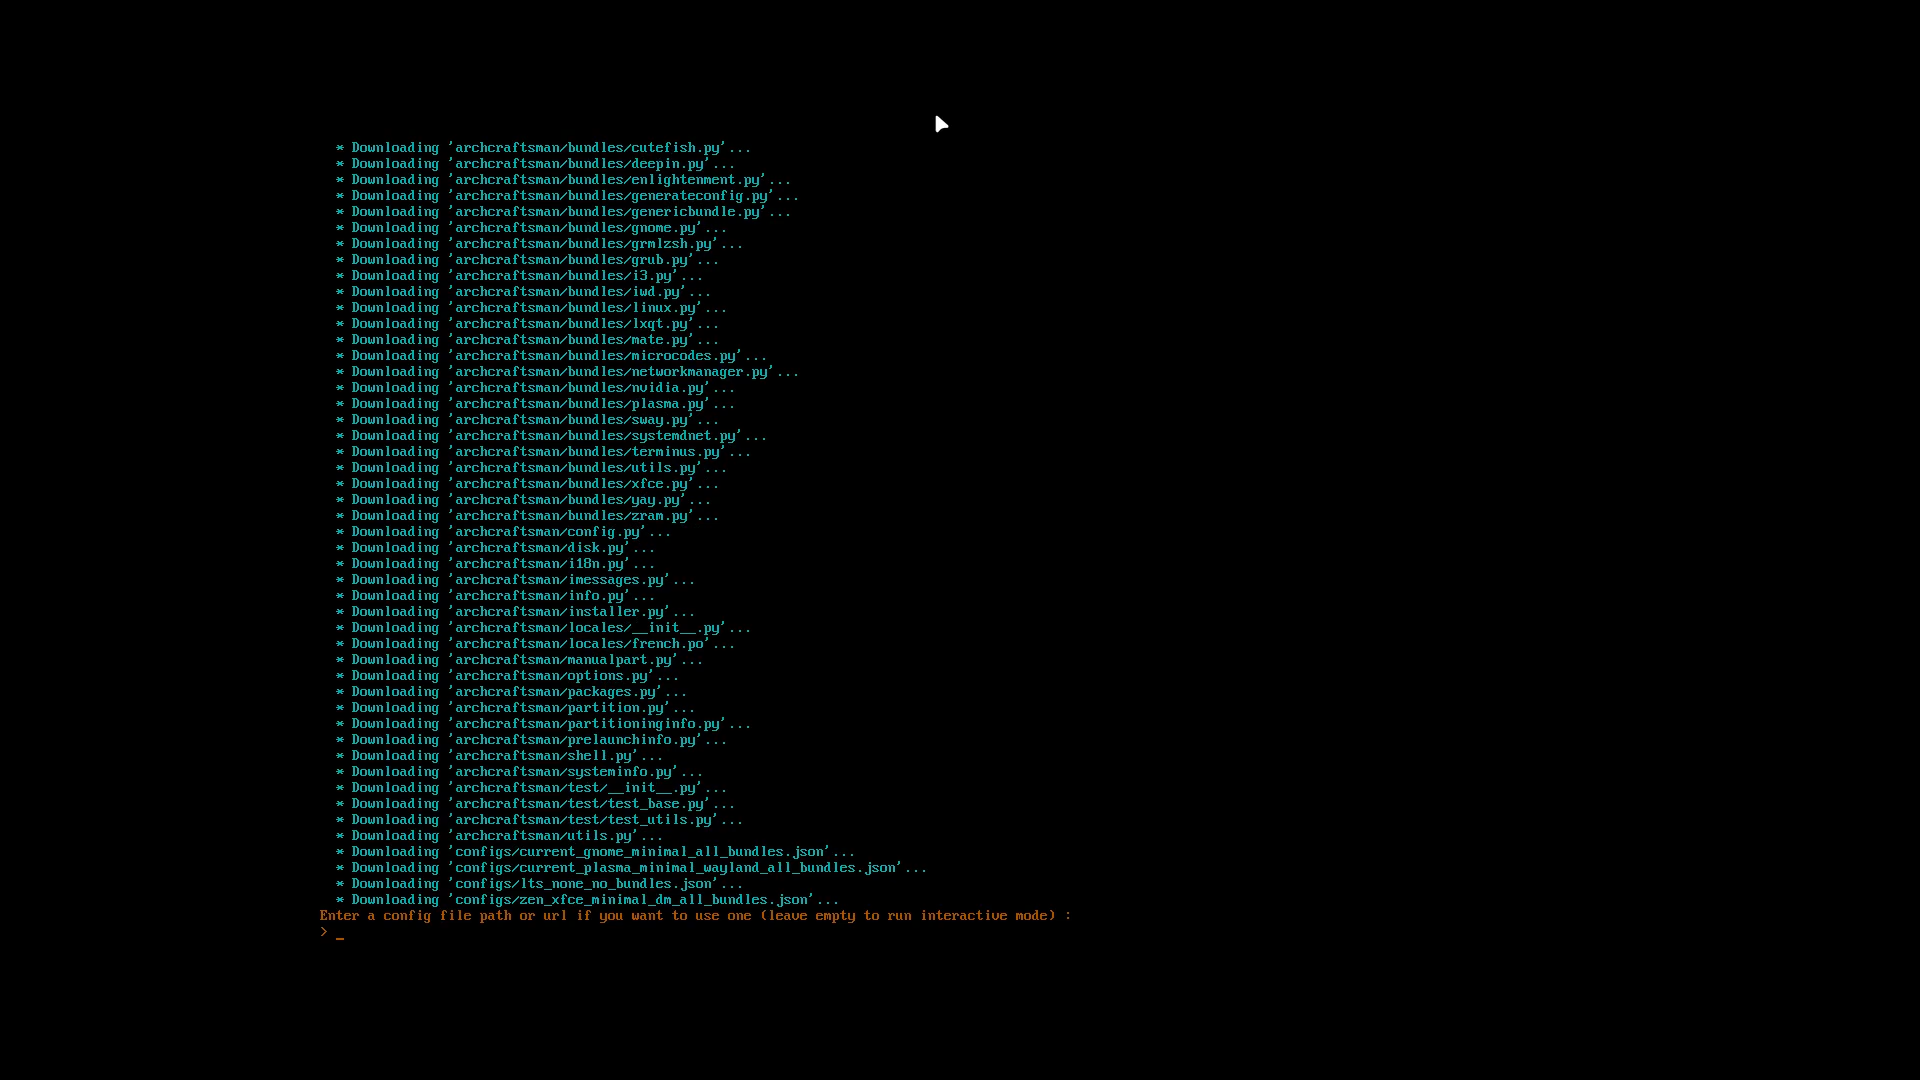 * Downloading 'archcraftsman/bundles/cutefish.py'...
* Downloading 'archcraftsman/bundles/deepin.py'...
* Downloading 'archcraftsman/bundles/enlightenment.py'...
* Downloading 'archcraftsman/bundles/generateconfig.py'...
* Downloading 'archcraftsman/bundles/genericbundle.py'...
* Downloading 'archcraftsman/bundles/gnome.py'...
* Downloading 'archcraftsman/bundles/grmlzsh.py'...
* Downloading 'archcraftsman/bundles/grub.py'...
* Downloading 'archcraftsman/bundles/i3.py'...
* Downloading 'archcraftsman/bundles/iwd.py'...
* Downloading 'archcraftsman/bundles/linux.py'...
* Downloading 'archcraftsman/bundles/lxqt.py'...
* Downloading 'archcraftsman/bundles/mate.py'...
* Downloading 'archcraftsman/bundles/microcodes.py'...
* Downloading 'archcraftsman/bundles/networkmanager.py'...
* Downloading 'archcraftsman/bundles/nvidia.py'...
* Downloading 'archcraftsman/bundles/plasma.py'...
* Downloading 'archcraftsman/bundles/sway.py'...
* Downloading 'archcraftsman/bundles/systemdnet.py'...
* Downloading 'archcraftsman/bundles/terminus.py'...
* Downloading 'archcraftsman/bundles/utils.py'...
* Downloading 'archcraftsman/bundles/xfce.py'...
* Downloading 'archcraftsman/bundles/yay.py'...
* Downloading 'archcraftsman/bundles/zram.py'...
* Downloading 'archcraftsman/config.py'...
* Downloading 'archcraftsman/disk.py'...
* Downloading 'archcraftsman/i18n.py'...
* Downloading 'archcraftsman/imessages.py'...
* Downloading 'archcraftsman/info.py'...
* Downloading 'archcraftsman/installer.py'...
* Downloading 'archcraftsman/locales/__init__.py'...
* Downloading 'archcraftsman/locales/french.po'...
* Downloading 'archcraftsman/manualpart.py'...
* Downloading 'archcraftsman/options.py'...
* Downloading 'archcraftsman/packages.py'...
* Downloading 'archcraftsman/partition.py'...
* Downloading 'archcraftsman/partitioninginfo.py'...
* Downloading 'archcraftsman/prelaunchinfo.py'...
* Downloading 'archcraftsman/shell.py'...
* Downloading 'archcraftsman/systeminfo.py'...
* Downloading 'archcraftsman/test/__init__.py'...
* Downloading 'archcraftsman/test/test_base.py'...
* Downloading 'archcraftsman/test/test_utils.py'...
* Downloading 'archcraftsman/utils.py'...
* Downloading 'configs/current_gnome_minimal_all_bundles.json'...
* Downloading 'configs/current_plasma_minimal_wayland_all_bundles.json'...
* Downloading 'configs/lts_none_no_bundles.json'...
* Downloading 'configs/zen_xfce_minimal_dm_all_bundles.json'...
Enter a config file path or url if you want to use one (leave empty to run interactive mode) :
> _